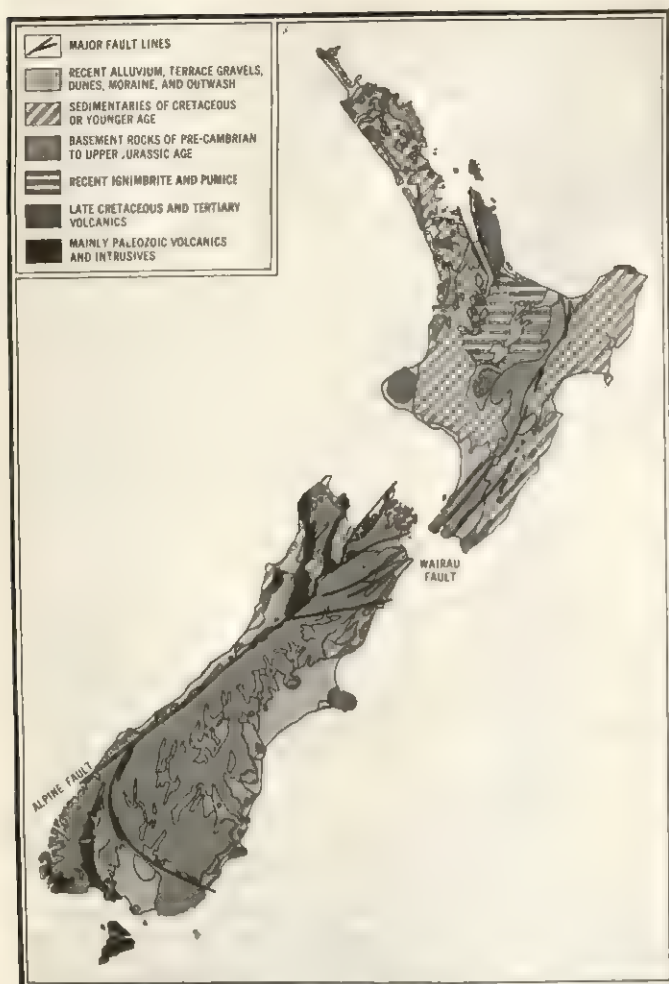 MAJOR FAULT LINES
RECENT ALLUVIUM, TERRACE GRAVELS,
DUNES, MORAINE, AND OUTWASH
SEDIMENTARIES OF CRETACEOUS
OR YOUNGER AGE
BASEMENT ROCKS OF PRE-CAMBRIAN
TO UPPER JURASSIC AGE
RECENT IGNIMBRITE AND PUMICE
LATE CRETACEOUS AND TERTIARY
VOLCANICS
MAINLY PALEOZOIC VOLCANICS
AND INTRUSIVES
WAIRAU
FAULT
ALPINE FAULT